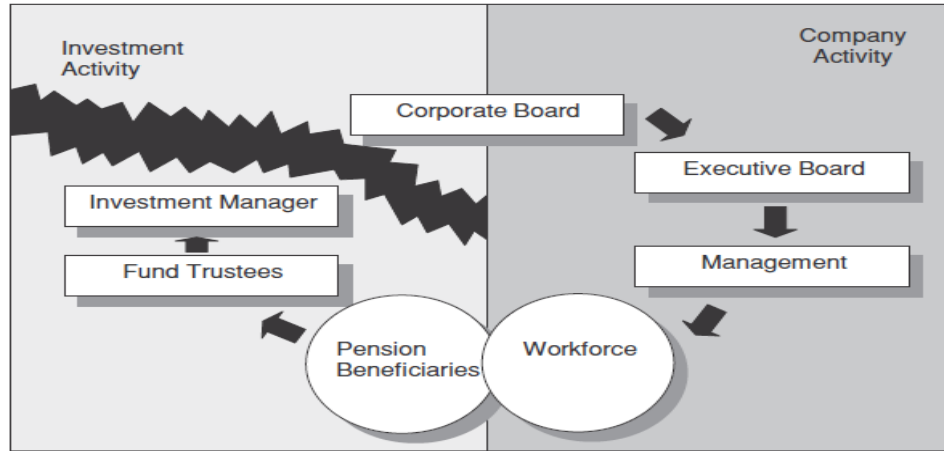 Investment
Activity
Company
Activity
Corporate Board
Executive Board
Investment Manager
Management
Fund Trustees
Pension
Beneficiaries
Workforce